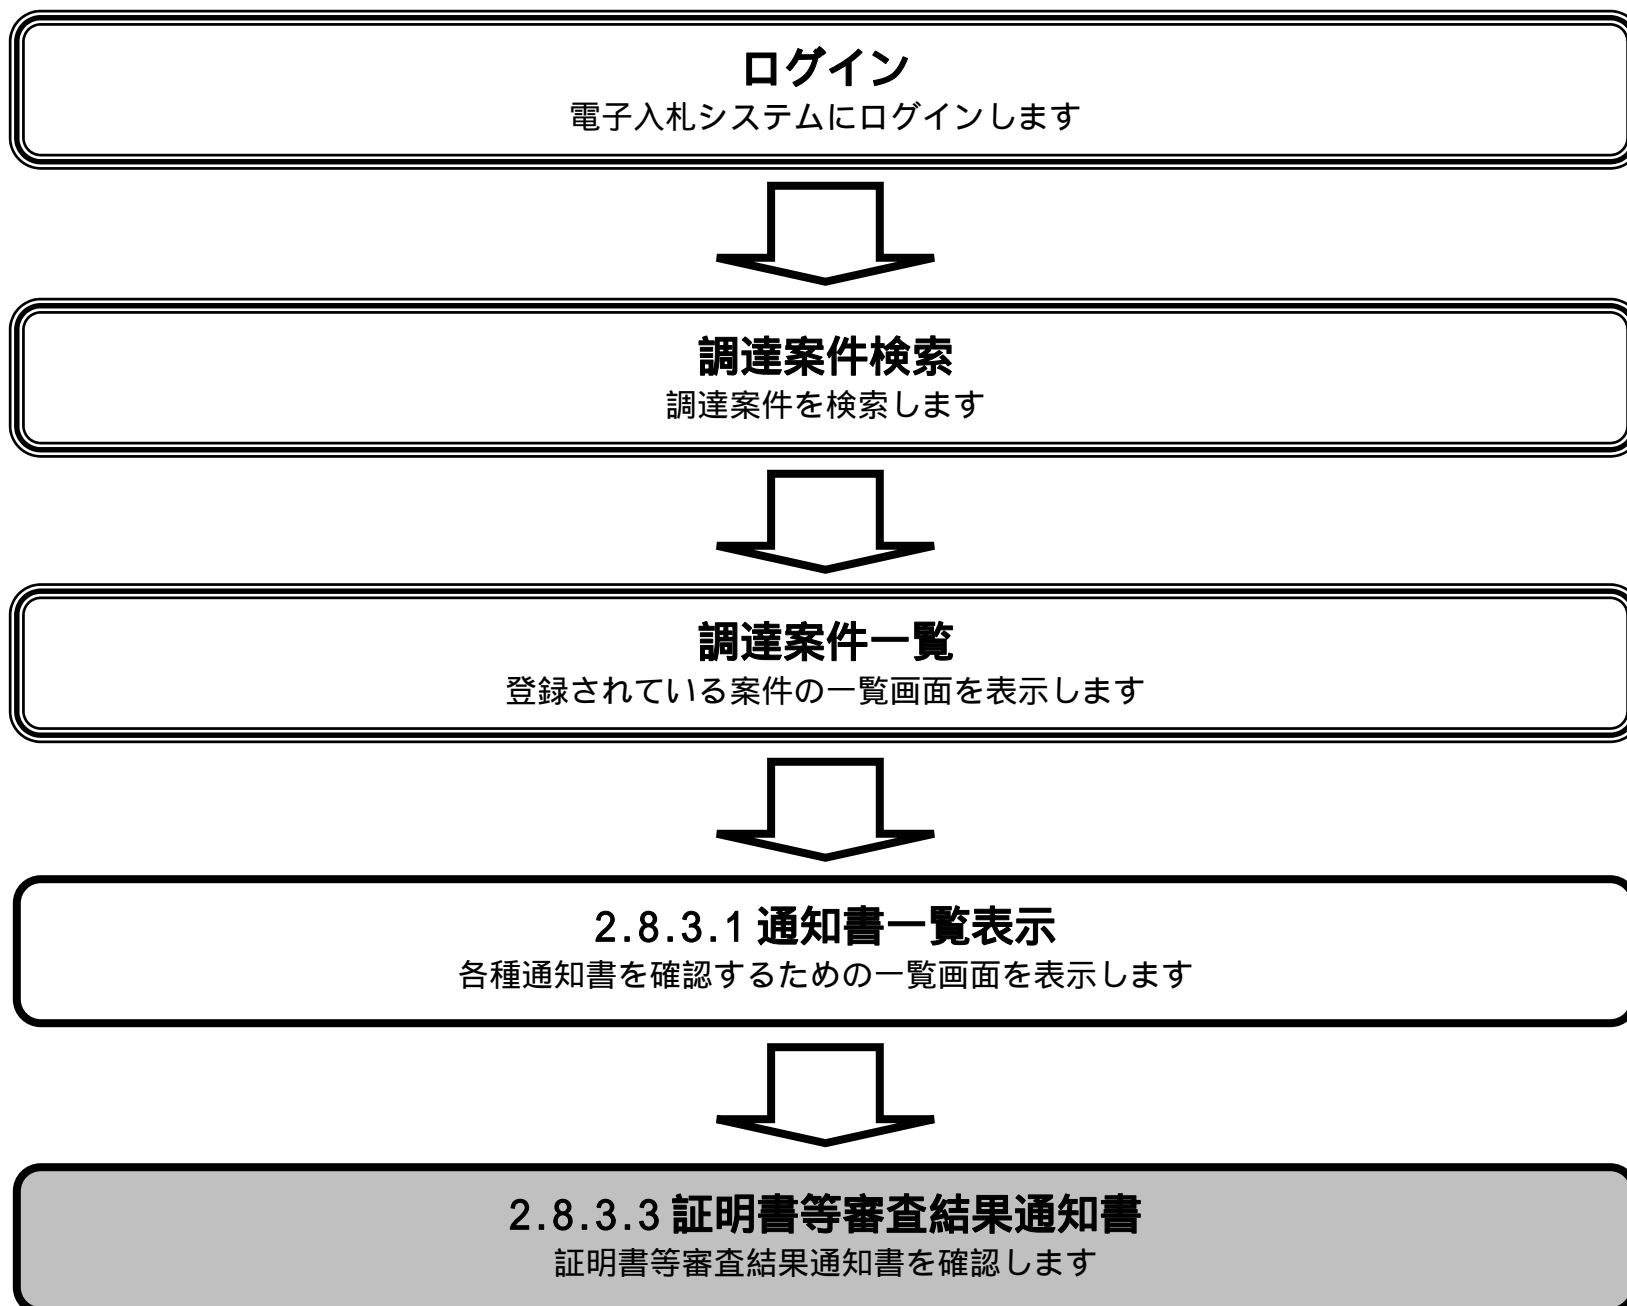 ログイン
電子入札システムにログインします
調達案件検索
調達案件を検索します
調達案件一覧
登録されている案件の一覧画面を表示します
2.8.3.1 通知書一覧表示
各種通知書を確認するための一覧画面を表示します
2.8.3.3 証明書等審査結果通知書
証明書等審査結果通知書を確認します